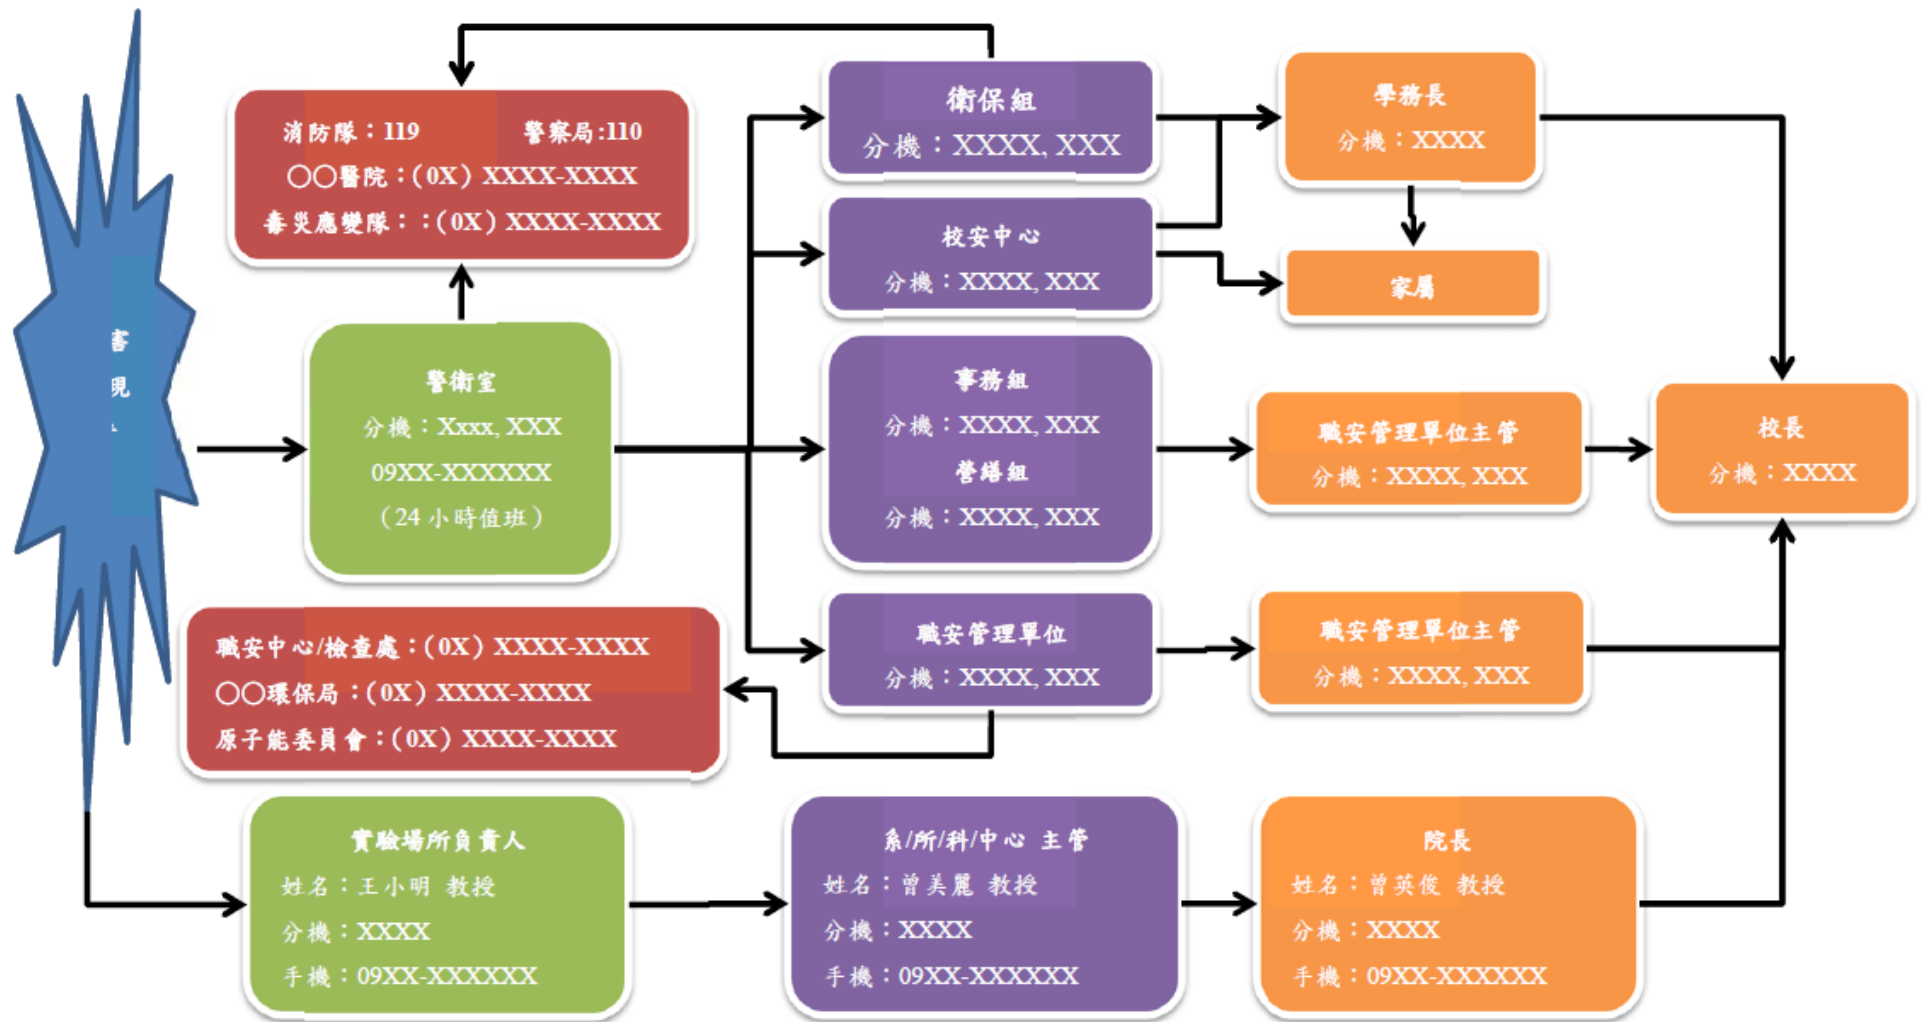 消防隊：119 警察局:110
○○醫院：(0X) XXXX-XXXX
毒災應變隊：：(0X) XXXX-XXXX
衛保組
分機：XXXX, XXX
學務長
分機：XXXX
校安中心
分機：XXXX, XXX
家屬
害
現
警衛室
分機：Xxxx, XXX
09XX-XXXXXX
（24 小時值班）
事務組
分機：XXXX, XXX
營繕組
分機：XXXX, XXX
職安管理單位主管
分機：XXXX, XXX
校長
分機：XXXX
職安中心/檢查處：(0X) XXXX-XXXX
○○環保局：(0X) XXXX-XXXX
原子能委員會：(0X) XXXX-XXXX
職安管理單位
分機：XXXX, XXX
職安管理單位主管
分機：XXXX, XXX
實驗場所負責人
姓名：王小明 教授
分機：XXXX
手機：09XX-XXXXXX
系/所/科/中心 主管
姓名：曾美麗 教授
分機：XXXX
手機：09XX-XXXXXX
院長
姓名：曾英俊 教授
分機：XXXX
手機：09XX-XXXXXX